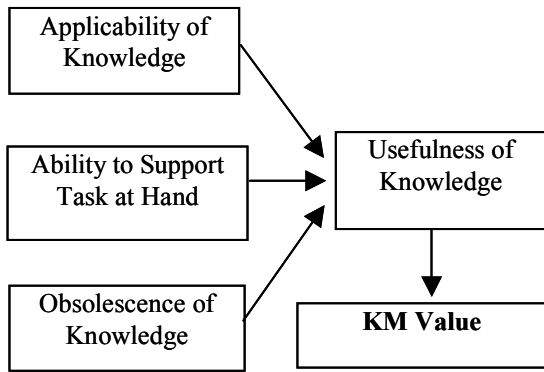 Applicability of
Knowledge
Ability to Support
Task at Hand
Obsolescence of
Knowledge
Usefulness of
Knowledge
KM Value